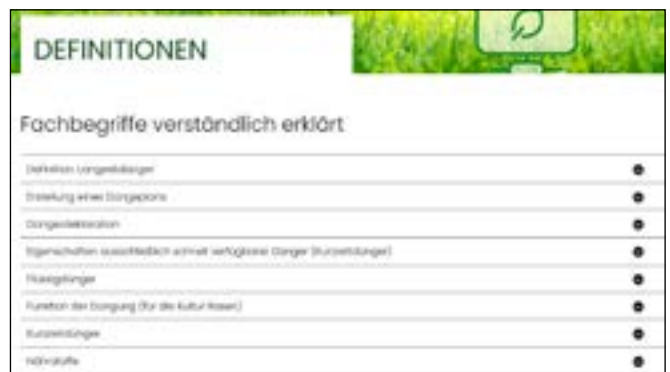 DEFINITIONEN
Fachbegriffe verständlich erklärt
Definition Langzeitdünger
Erstellung eines Düngeplans
Düngerdeklaration
Eigenschaften ausschließlich schnell verfügbarer Dünger (Kurzzeitdünger)
Flüssigdünger
Funktion der Düngung (für die Kultur Rasen)
Kurzzeitdünger
Nährstoffe